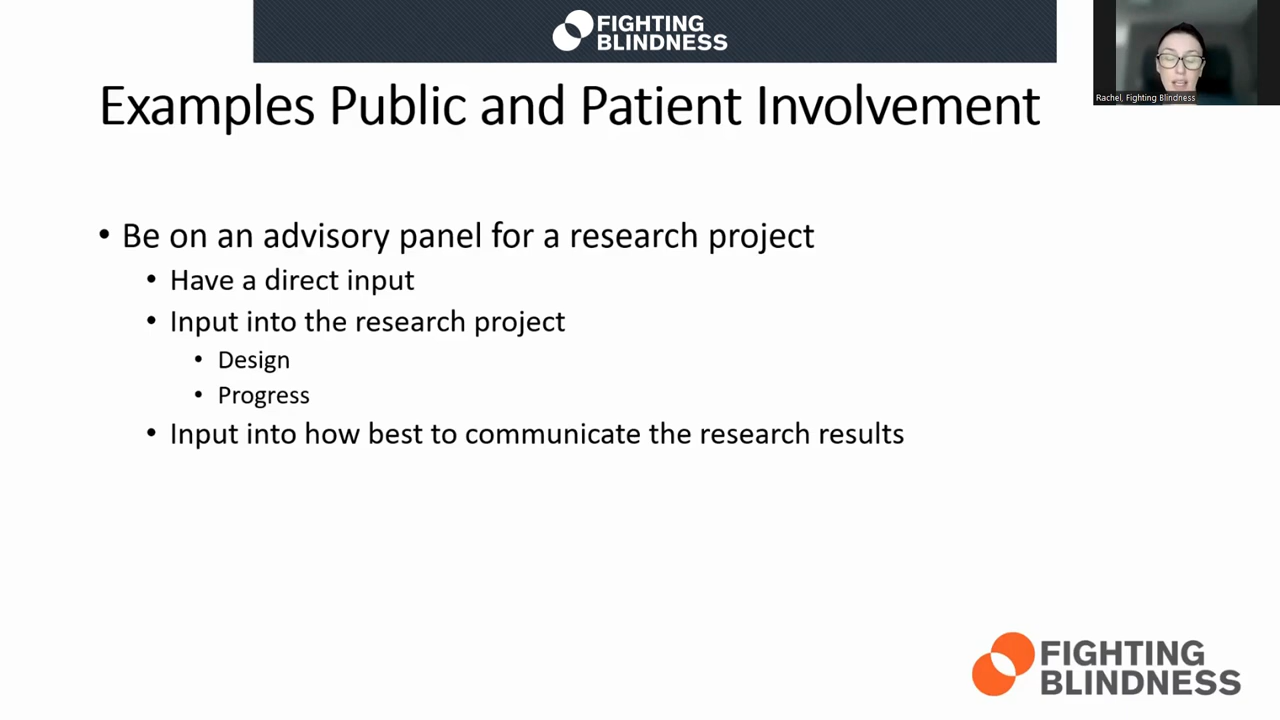 FIGHTING
BLINDNESS
Rachel, Fighting Blindness
Examples Public and Patient Involvement
• Be on an advisory panel for a research project
• Have a direct input
• Input into the research project
• Design
• Progress
• Input into how best to communicate the research results
FIGHTING
BLINDNESS